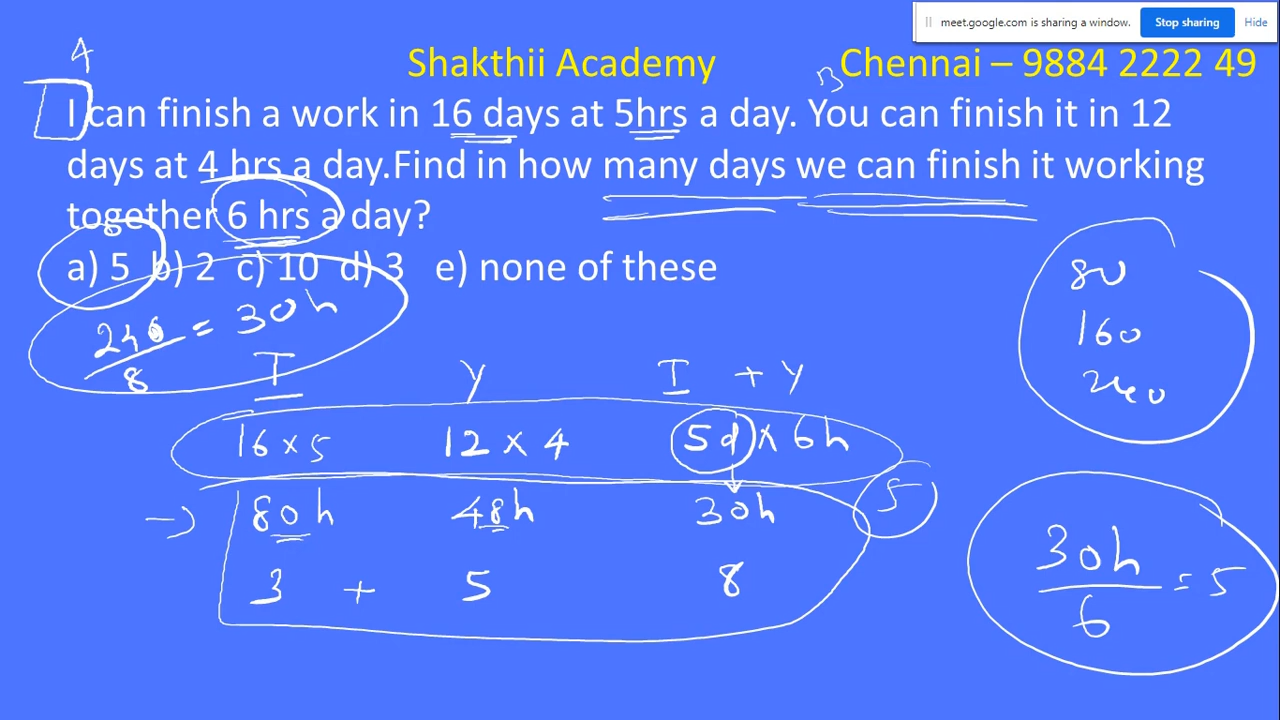 meet.google.com is sharing a window. Stop sharing Hide
A
Shakthii Academy Chennai – 9884 2222 49
B
I can finish a work in 16 days at 5hrs a day. You can finish it in 12
days at 4 hrs a day.Find in how many days we can finish it working
together 6 hrs a day?
a) 5 b) 2 c) 10 d) 3 e) none of these
80
160
240
240/8 = 30h
I Y I + Y
16 x 5 12 x 4 5d x 6h
→ 80h 48h 30h 5
3 + 5 8
30h/6 = 5